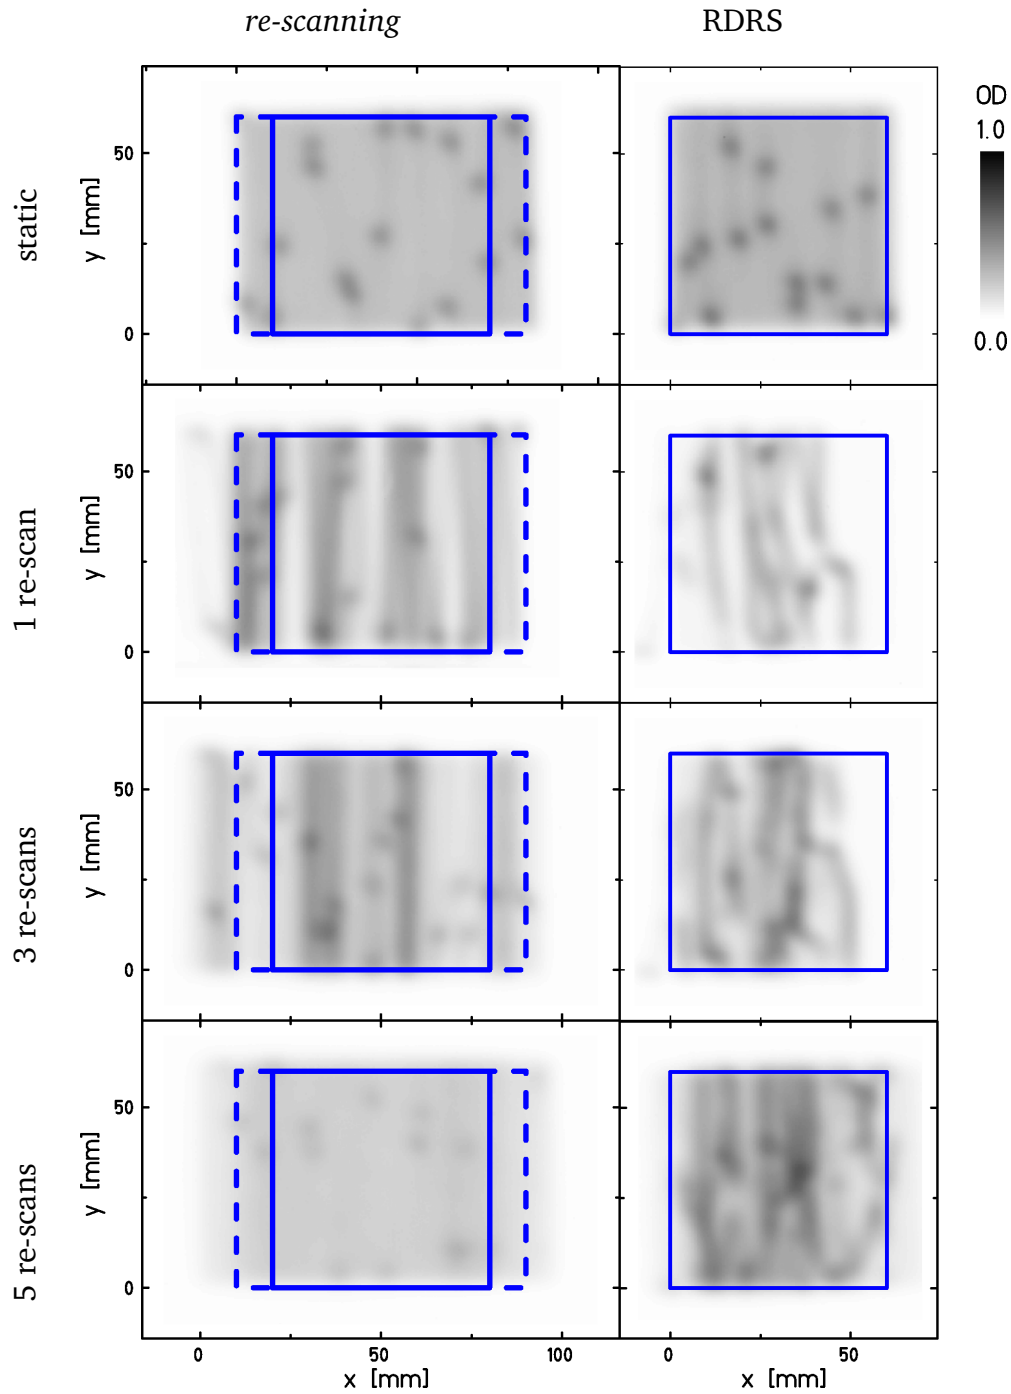 re-scanning RDRS
OD
1.0
0.0
static
y [mm]
50
0
1 re-scan
y [mm]
50
0
3 re-scans
y [mm]
50
0
5 re-scans
y [mm]
50
0
0 50 100 0 50
x [mm] x [mm]